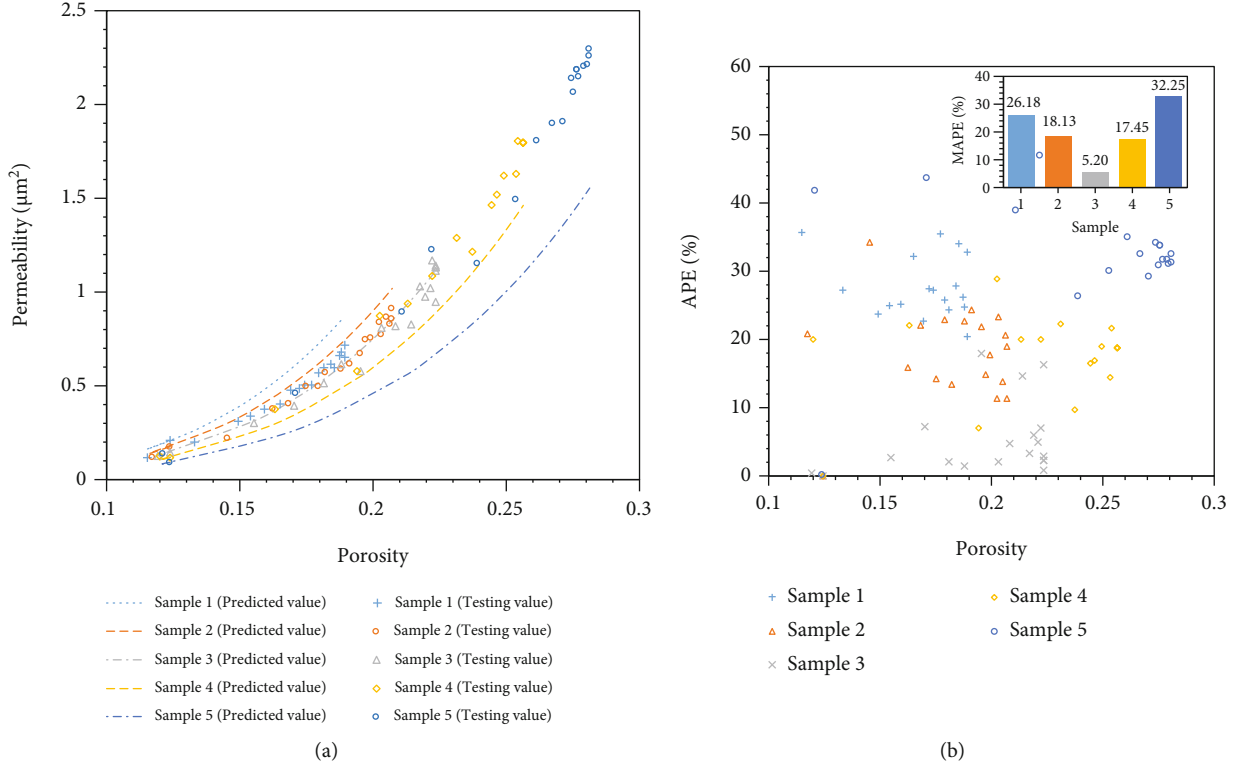 2.5
2
1.5
1
0.5
0
Permeability (μm²)
0.1
0.15
0.2
0.25
0.3
Porosity
Sample 1 (Predicted value)
Sample 2 (Predicted value)
Sample 3 (Predicted value)
Sample 4 (Predicted value)
Sample 5 (Predicted value)
Sample 1 (Testing value)
Sample 2 (Testing value)
Sample 3 (Testing value)
Sample 4 (Testing value)
Sample 5 (Testing value)
(a)
60
50
40
30
20
10
0
APE (%)
0.1
0.15
0.2
0.25
0.3
Porosity
40
30
20
10
0
MAPE (%)
26.18
18.13
5.20
17.45
32.25
1
2
3
4
5
Sample
Sample 1
Sample 2
Sample 3
Sample 4
Sample 5
(b)